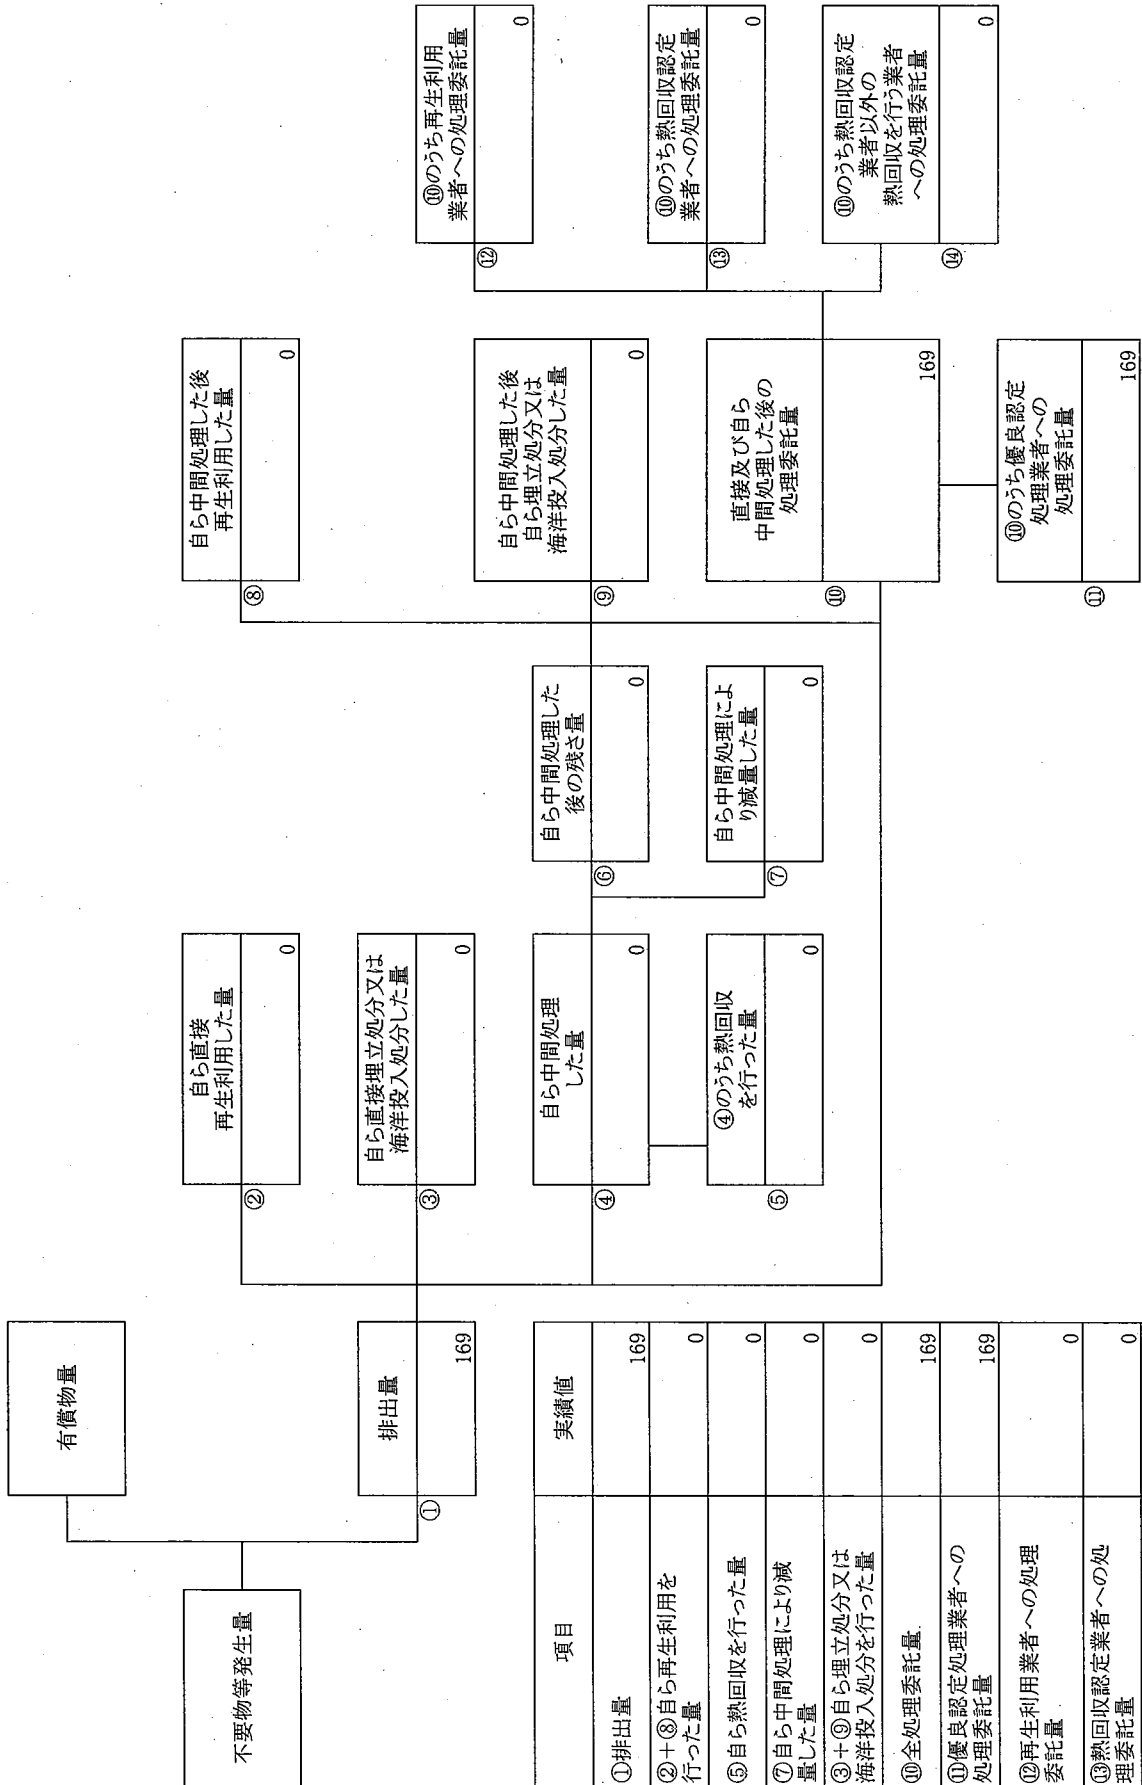 不要物等発生量
有償物量
①
排出量
169
②
自ら直接
再生利用した量
0
③
自ら直接埋立処分又は
海洋投入処分した量
0
④
自ら中間処理
した量
0
⑤
④のうち熱回収
を行った量
0
⑥
自ら中間処理した
後の残さ量
0
⑦
自ら中間処理によ
り減量した量
0
⑧
自ら中間処理した後
再生利用した量
0
⑨
自ら中間処理した後
自ら埋立処分又は
海洋投入処分した量
0
⑩
直接及び自ら
中間処理した後の
処理委託量
169
⑪
⑩のうち優良認定
処理業者への
処理委託量
169
⑫
⑩のうち再生利用
業者への処理委託量
0
⑬
⑩のうち熱回収認定
業者への処理委託量
0
⑭
⑩のうち熱回収認定
業者以外の
熱回収を行う業者
への処理委託量
0
項目 実績値
①排出量 169
②+⑧自ら再生利用を
行った量 0
⑤自ら熱回収を行った量 0
⑦自ら中間処理により減
量した量 0
③+⑨自ら埋立処分又は
海洋投入処分を行った量 0
⑩全処理委託量 169
⑪優良認定処理業者への
処理委託量 169
⑫再生利用業者への処理
委託量 0
⑬熱回収認定業者への処
理委託量 0